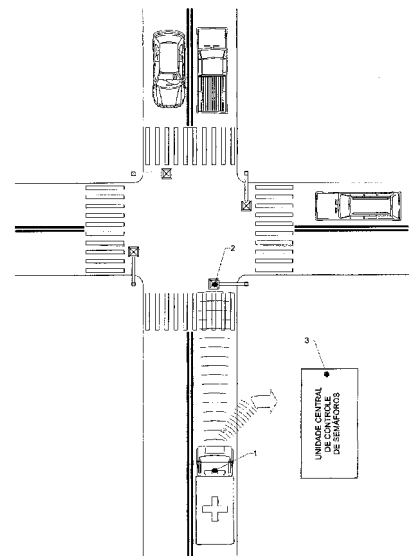 2
3
UNIDADE CENTRAL
DE CONTROLE
DE SEMÁFOROS
1